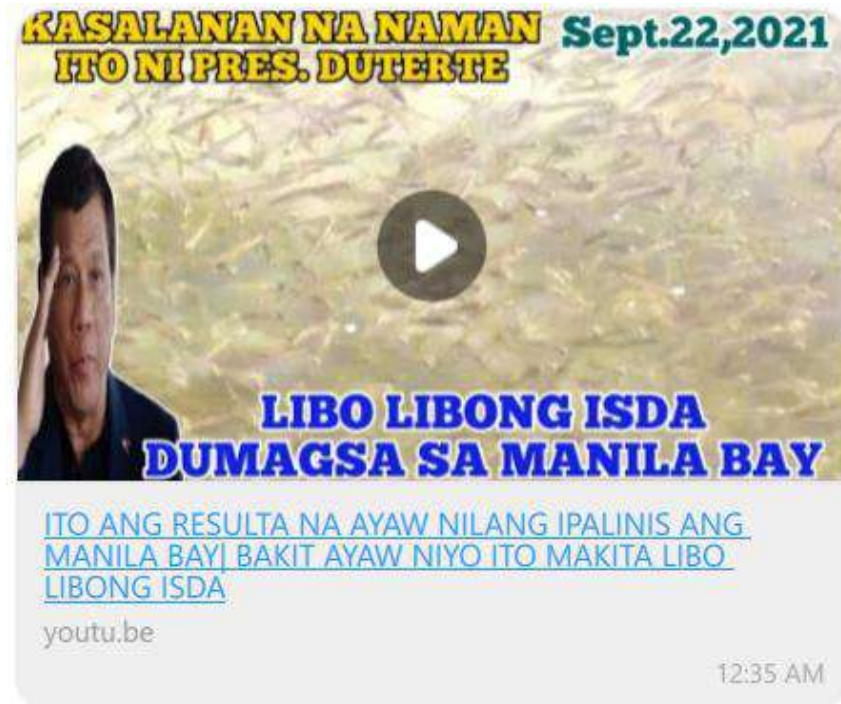 KASALANAN NA NAMAN
ITO NI PRES. DUTERTE
Sept.22,2021
LIBO LIBONG ISDA
DUMAGSA SA MANILA BAY
ITO ANG RESULTA NA AYAW NILANG IPALINIS ANG
MANILA BAY| BAKIT AYAW NIYO ITO MAKITA LIBO
LIBONG ISDA
youtu.be
12:35 AM